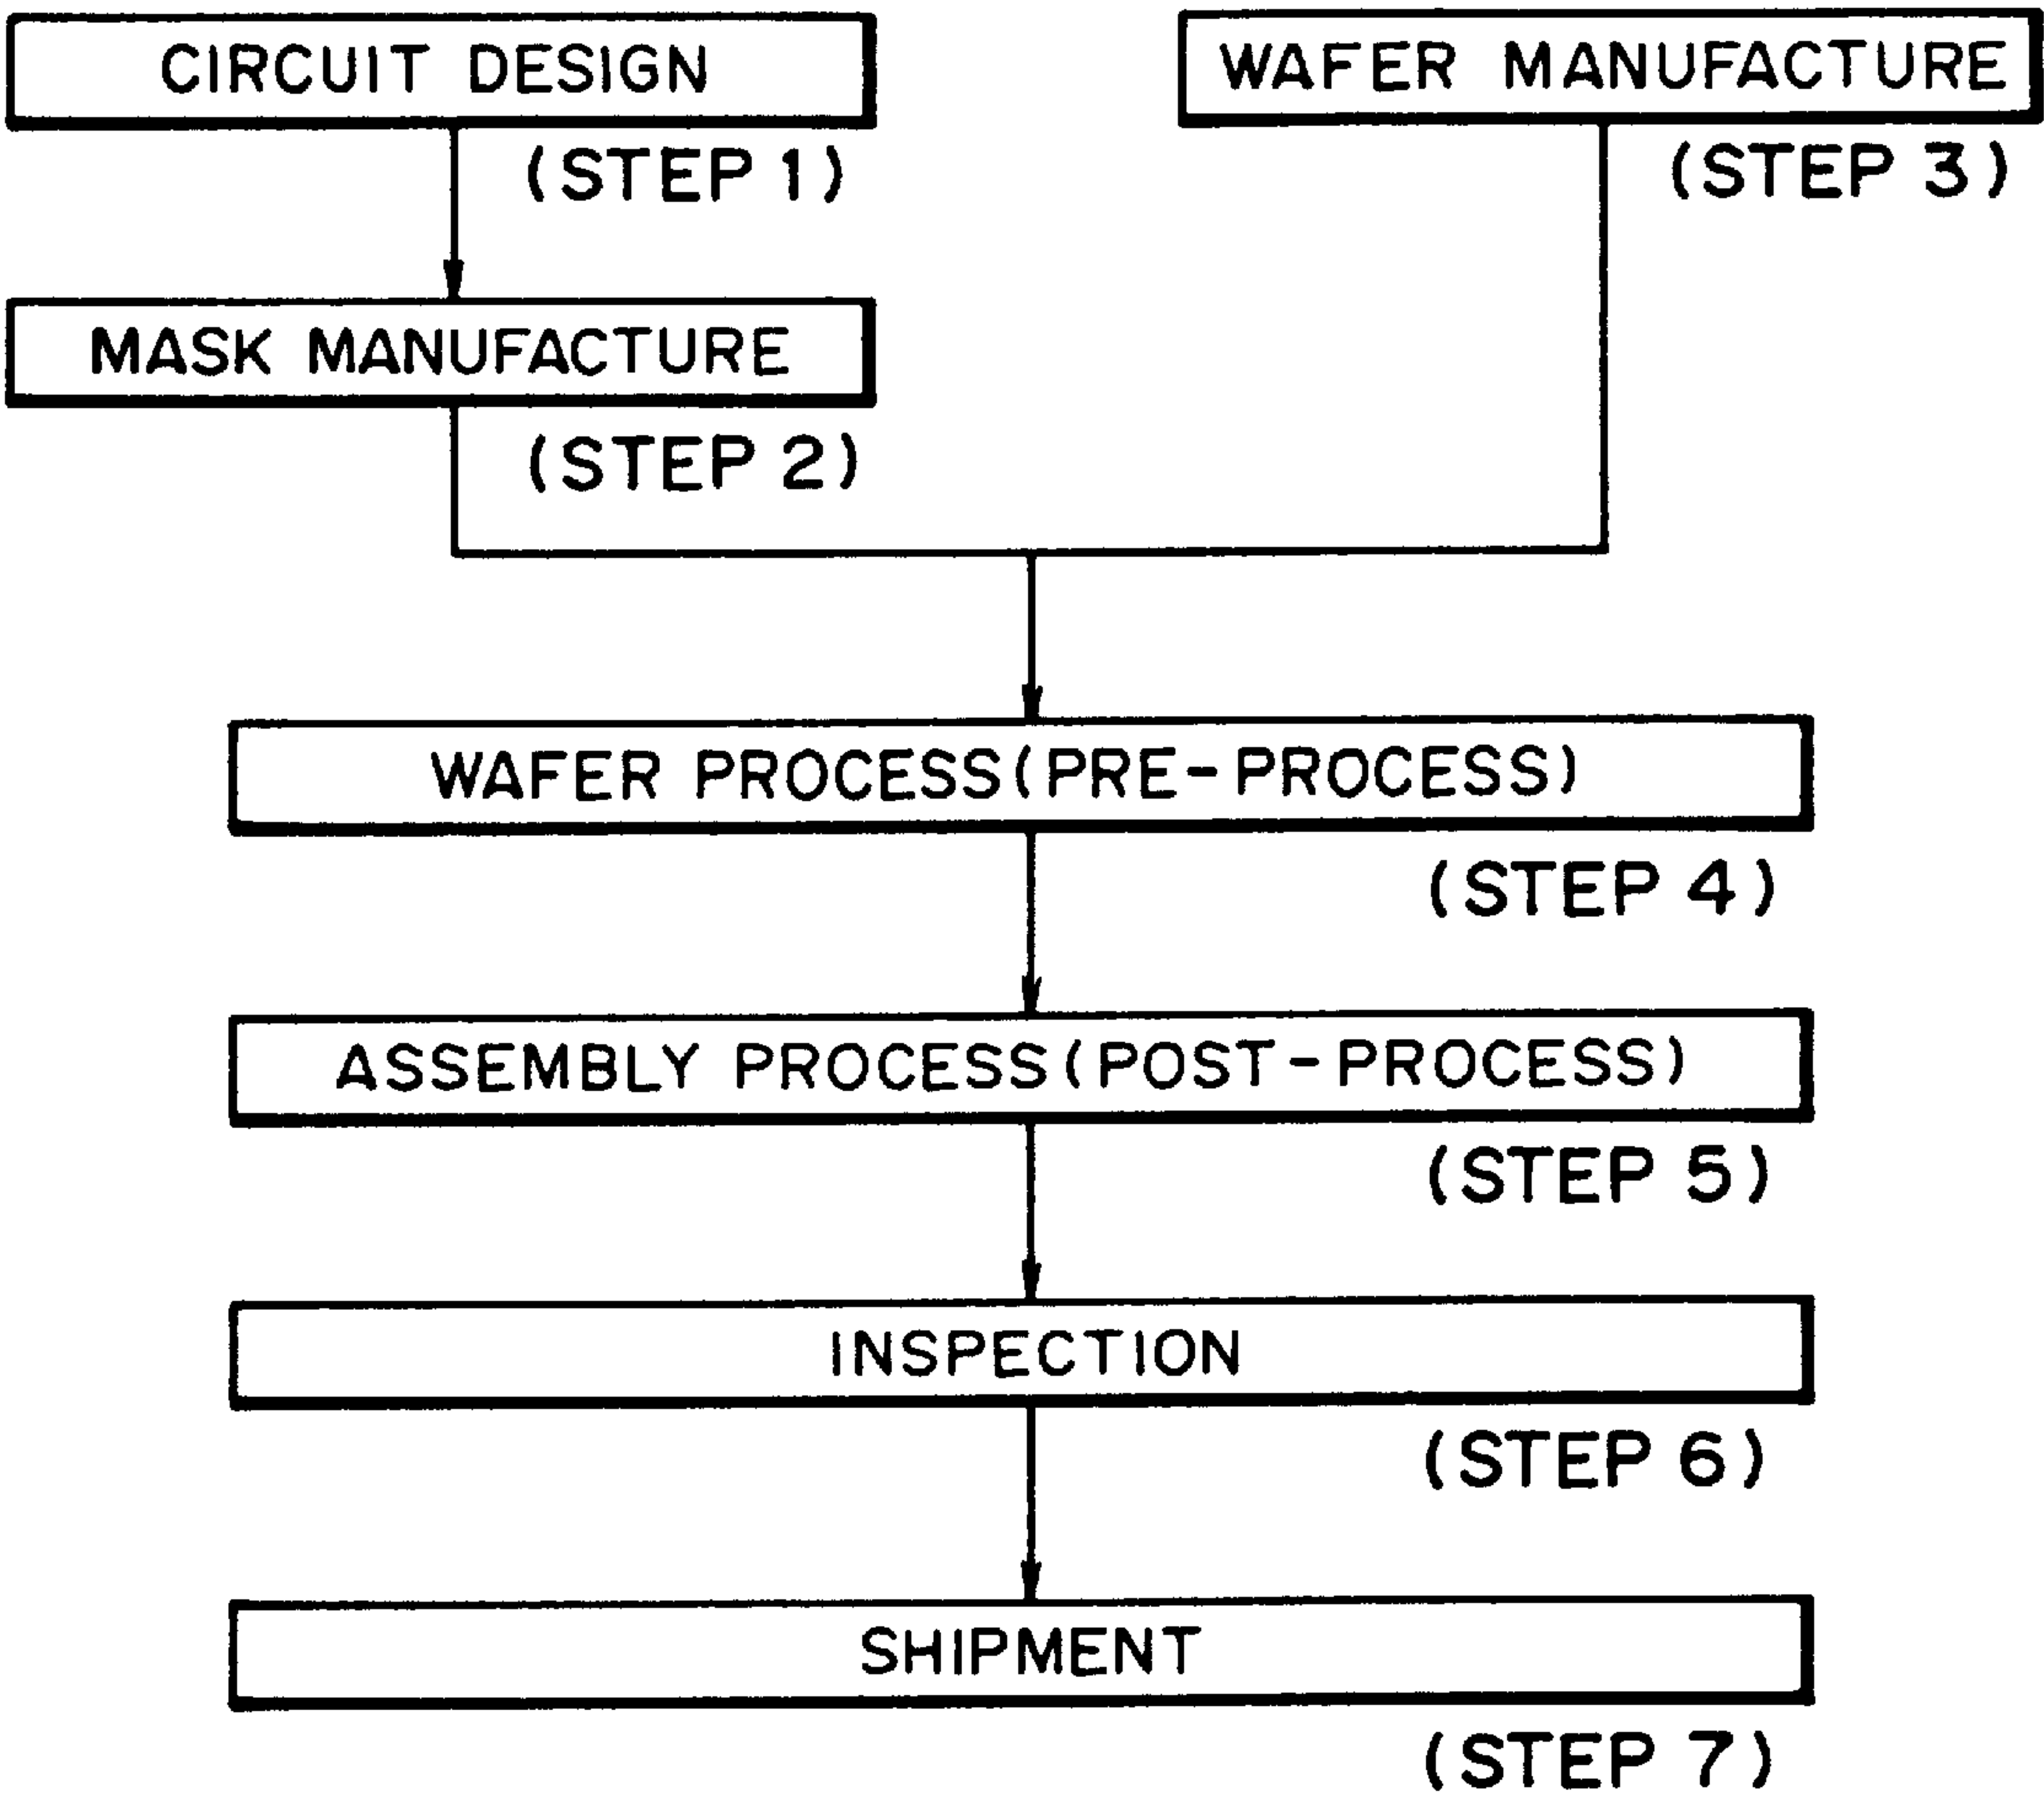 CIRCUIT DESIGN
(STEP 1)
MASK MANUFACTURE
(STEP 2)
WAFER MANUFACTURE
(STEP 3)
WAFER PROCESS(PRE-PROCESS)
(STEP 4)
ASSEMBLY PROCESS(POST-PROCESS)
(STEP 5)
INSPECTION
(STEP 6)
SHIPMENT
(STEP 7)